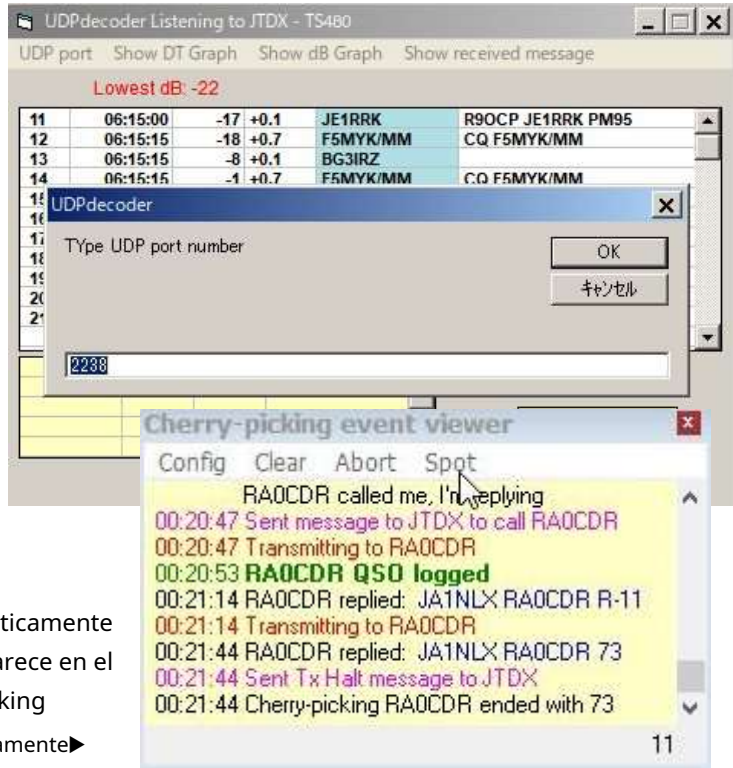 UDPdecoder Listening to JTDX - TS480
UDP port Show DT Graph Show dB Graph Show received message
Lowest dB: -22
11 06:15:00 -17 +0.1 JE1RRK R9OCP JE1RRK PM95
12 06:15:15 -18 +0.7 F5MYK/MM CQ F5MYK/MM
13 06:15:15 -8 +0.1 BG3IRZ
14 06:15:15 -1 +0.7 F5MYK/MM CQ F5MYK/MM
UDPdecoder
TYpe UDP port number
OK
キャンセル
2238
Cherry-picking event viewer
Config Clear Abort Spot
RA0CDR called me, I'm replying
00:20:47 Sent message to JTDX to call RA0CDR
00:20:47 Transmitting to RA0CDR
00:20:53 RA0CDR QSO logged
00:21:14 RA0CDR replied: JA1NLX RA0CDR R-11
00:21:14 Transmitting to RA0CDR
00:21:44 RA0CDR replied: JA1NLX RA0CDR 73
00:21:44 Sent Tx Halt message to JTDX
00:21:44 Cherry-picking RA0CDR ended with 73
11
ticamente
arece en el
king
amente▶